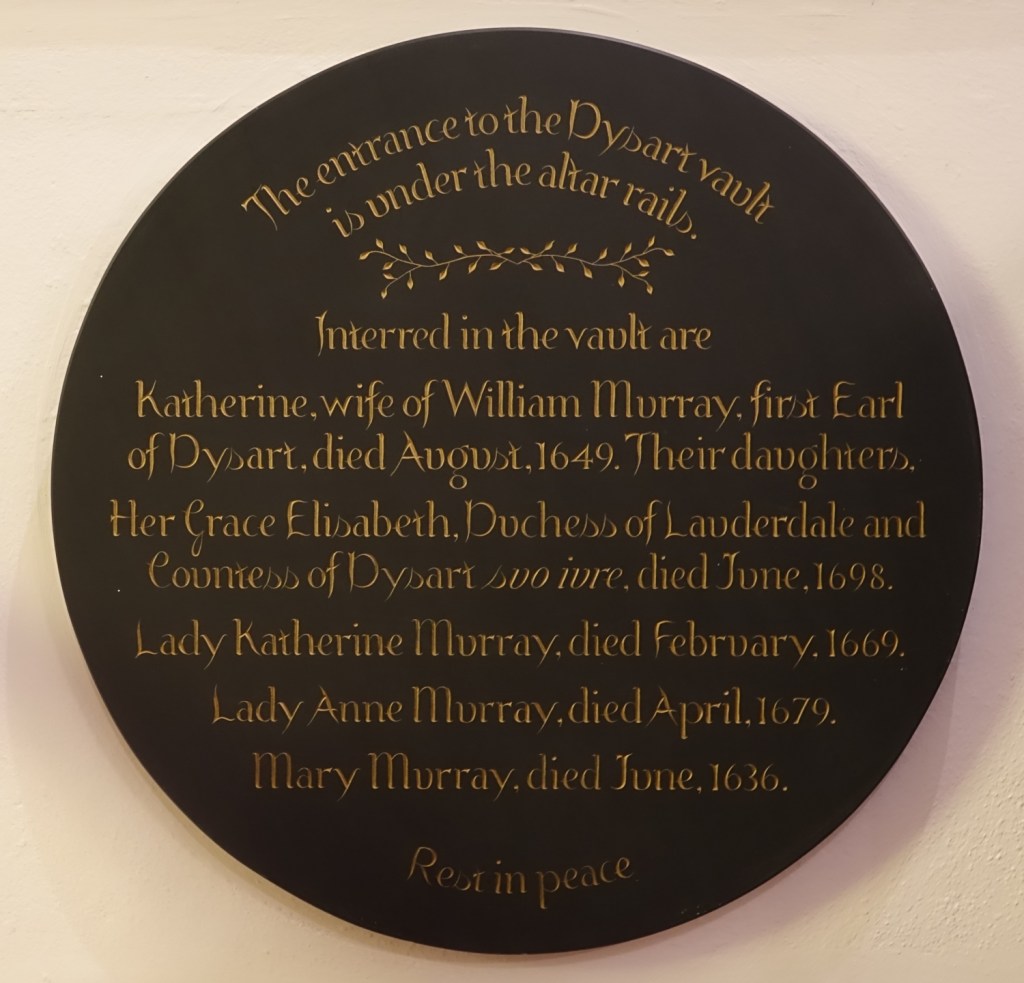 The entrance to the Dysart vault
is under the altar rails.
Interred in the vault are
Katherine, wife of William Murray, first Earl
of Dysart, died August, 1649. Their daughters,
Her Grace Elisabeth, Duchess of Lauderdale and
Countess of Dysart suo iure, died June, 1698.
Lady Katherine Murray, died February, 1669.
Lady Anne Murray, died April, 1679.
Mary Murray, died June, 1636.
Rest in peace